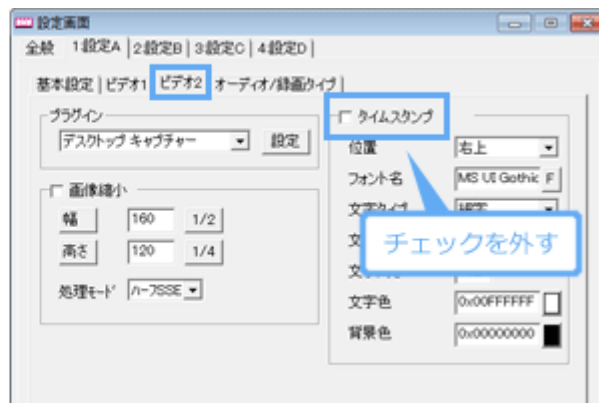 設定画面
全般 1:設定A 2:設定B 3:設定C 4:設定D
基本設定 ビデオ1 ビデオ2 オーディオ/録画タイプ
プラグイン
デスクトップ キャプチャー 設定
画像縮小
幅 160 1/2
高さ 120 1/4
処理モード ハーフSSE
タイムスタンプ
位置 右上
フォント名 MS UI Gothic F
文字タイプ 細字
チェックを外す
文字色 0x00FFFFFF
背景色 0x00000000